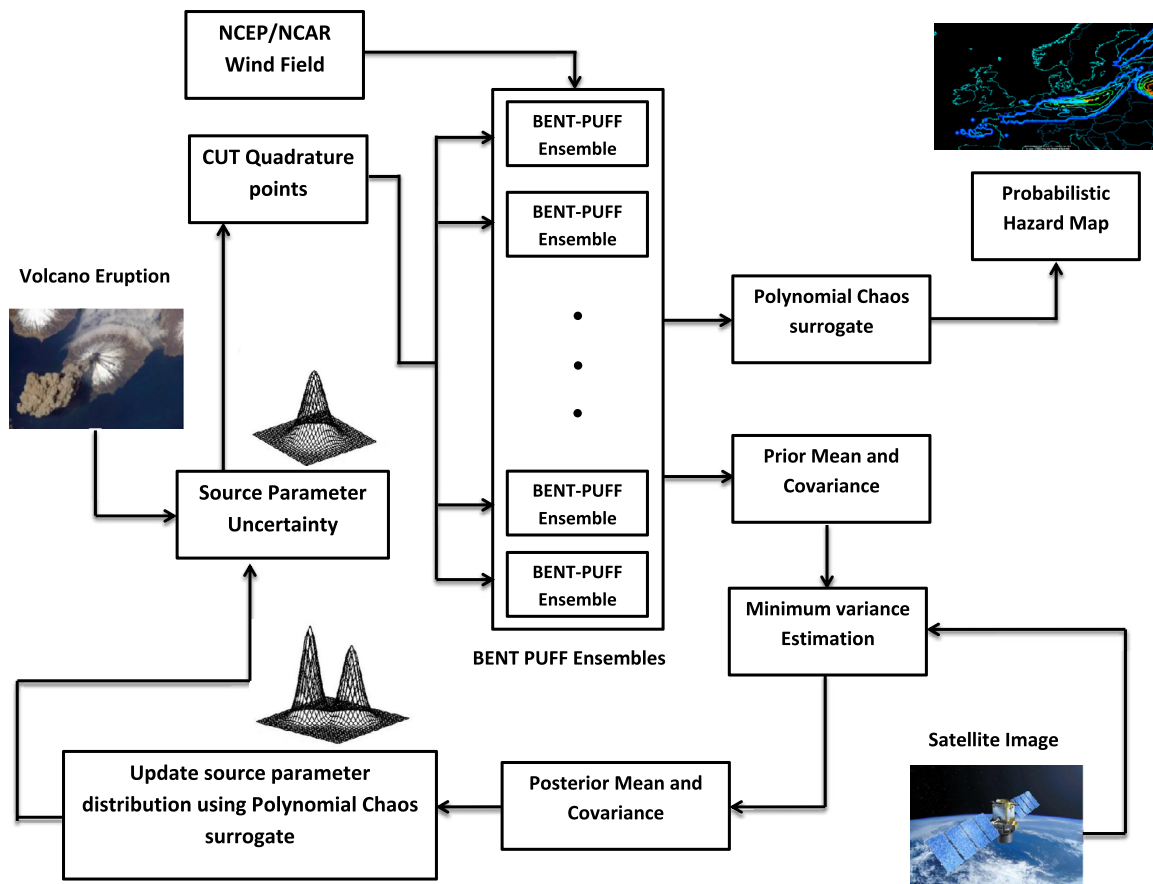 NCEP/NCAR
Wind Field
CUT Quadrature
points
BENT-PUFF
Ensemble
BENT-PUFF
Ensemble
BENT-PUFF
Ensemble
BENT-PUFF
Ensemble
BENT PUFF Ensembles
Volcano Eruption
Source Parameter
Uncertainty
Polynomial Chaos
surrogate
Probabilistic
Hazard Map
Prior Mean and
Covariance
Minimum variance
Estimation
Satellite Image
Posterior Mean and
Covariance
Update source parameter
distribution using Polynomial Chaos
surrogate